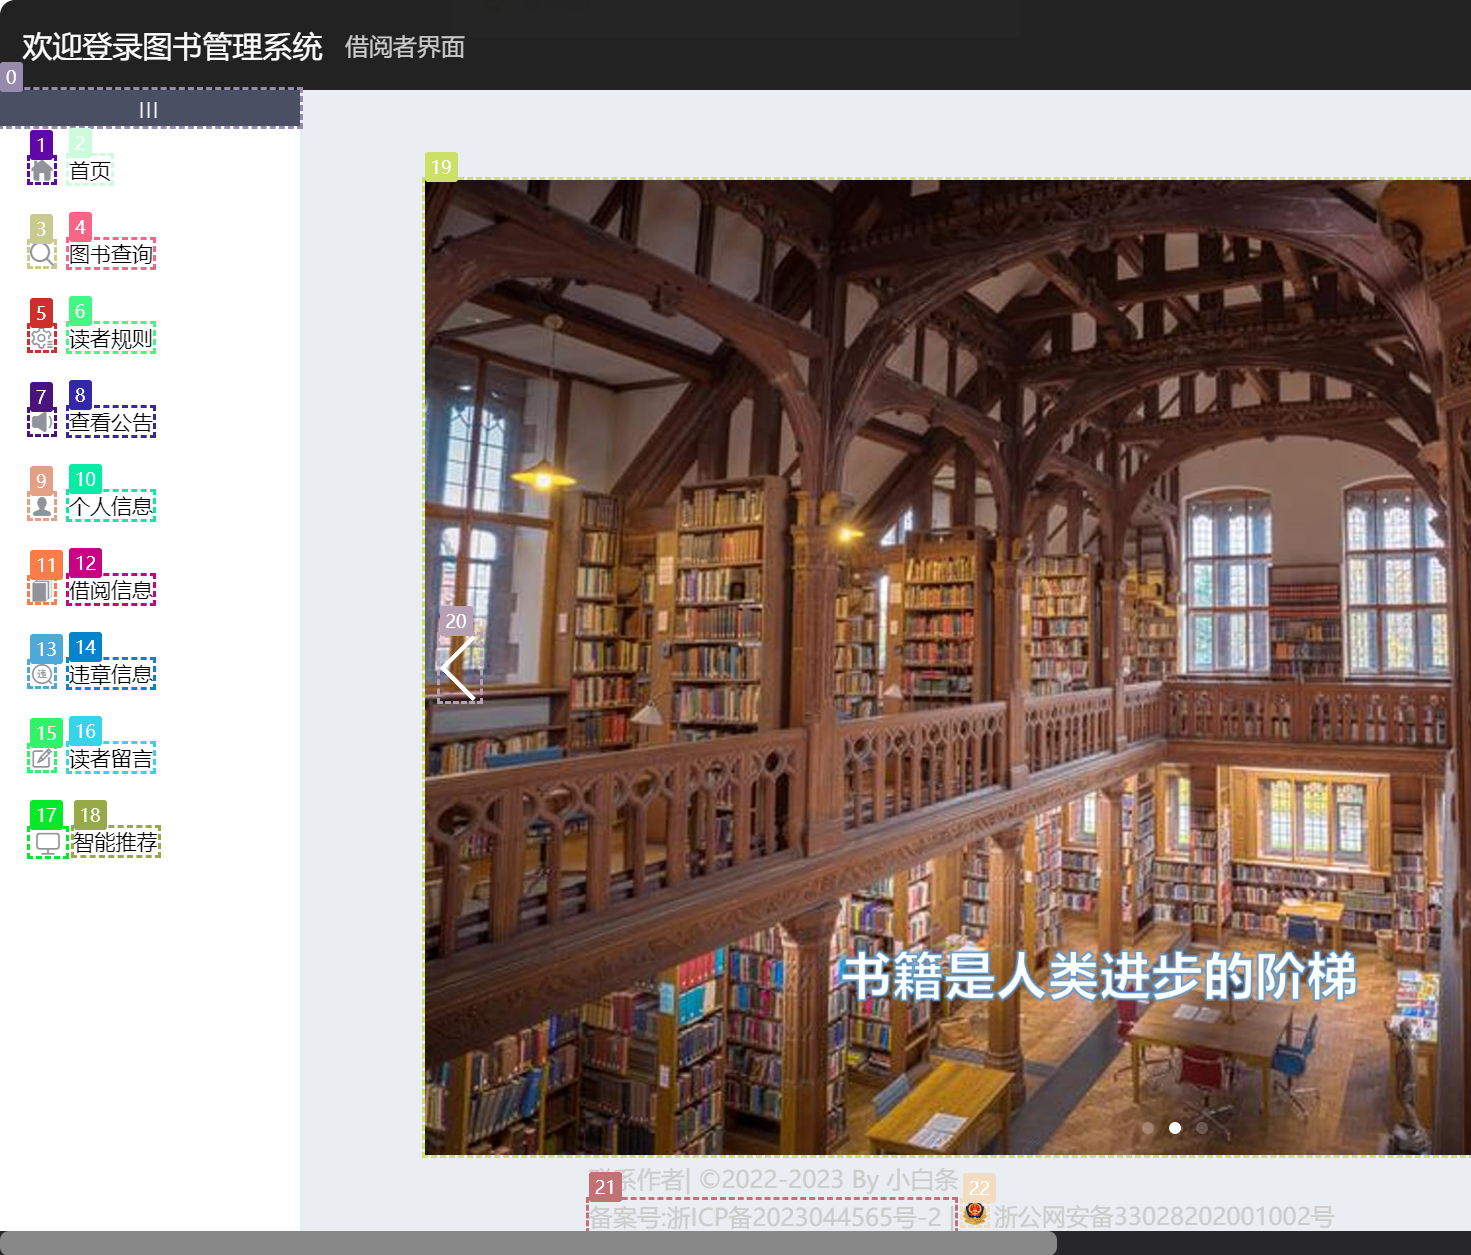 欢迎登录图书管理系统 借阅者界面
0
|||
1 2
首页
3 4
图书查询
5 6
读者规则
7 8
查看公告
9 10
个人信息
11 12
借阅信息
13 14
违 违章信息
15 16
读者留言
17 18
智能推荐
19
20
书籍是人类进步的阶梯
系作者| ©2022-2023 By 小白条
21 22
备案号:浙ICP备2023044565号-2 | 浙公网安备33028202001002号